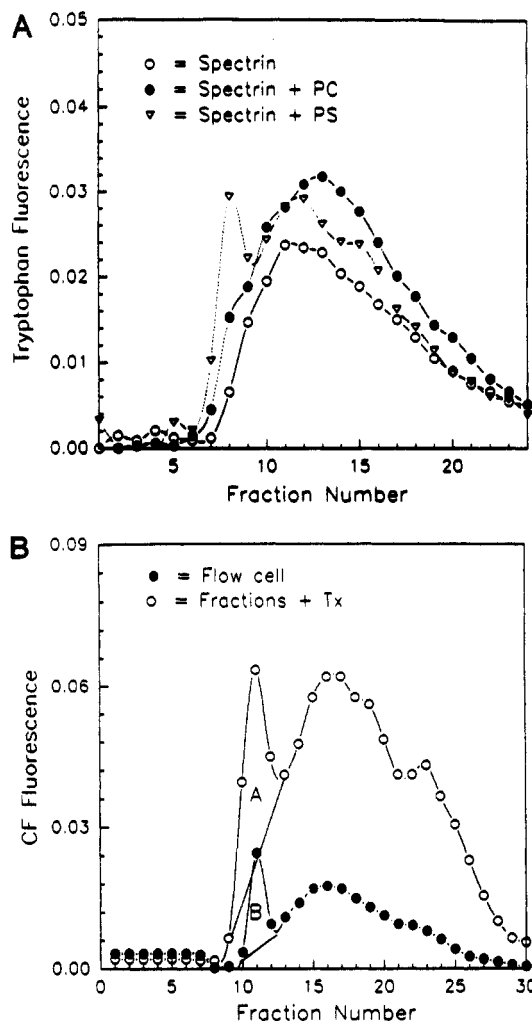 A
0.05
0.04
0.03
0.02
0.01
0.00
Tryptophan Fluorescence
○ = Spectrin
● = Spectrin + PC
▿ = Spectrin + PS
5 10 15 20
Fraction Number
B
0.09
0.06
0.03
0.00
CF Fluorescence
● = Flow cell
○ = Fractions + Tx
A
B
0 5 10 15 20 25 30
Fraction Number